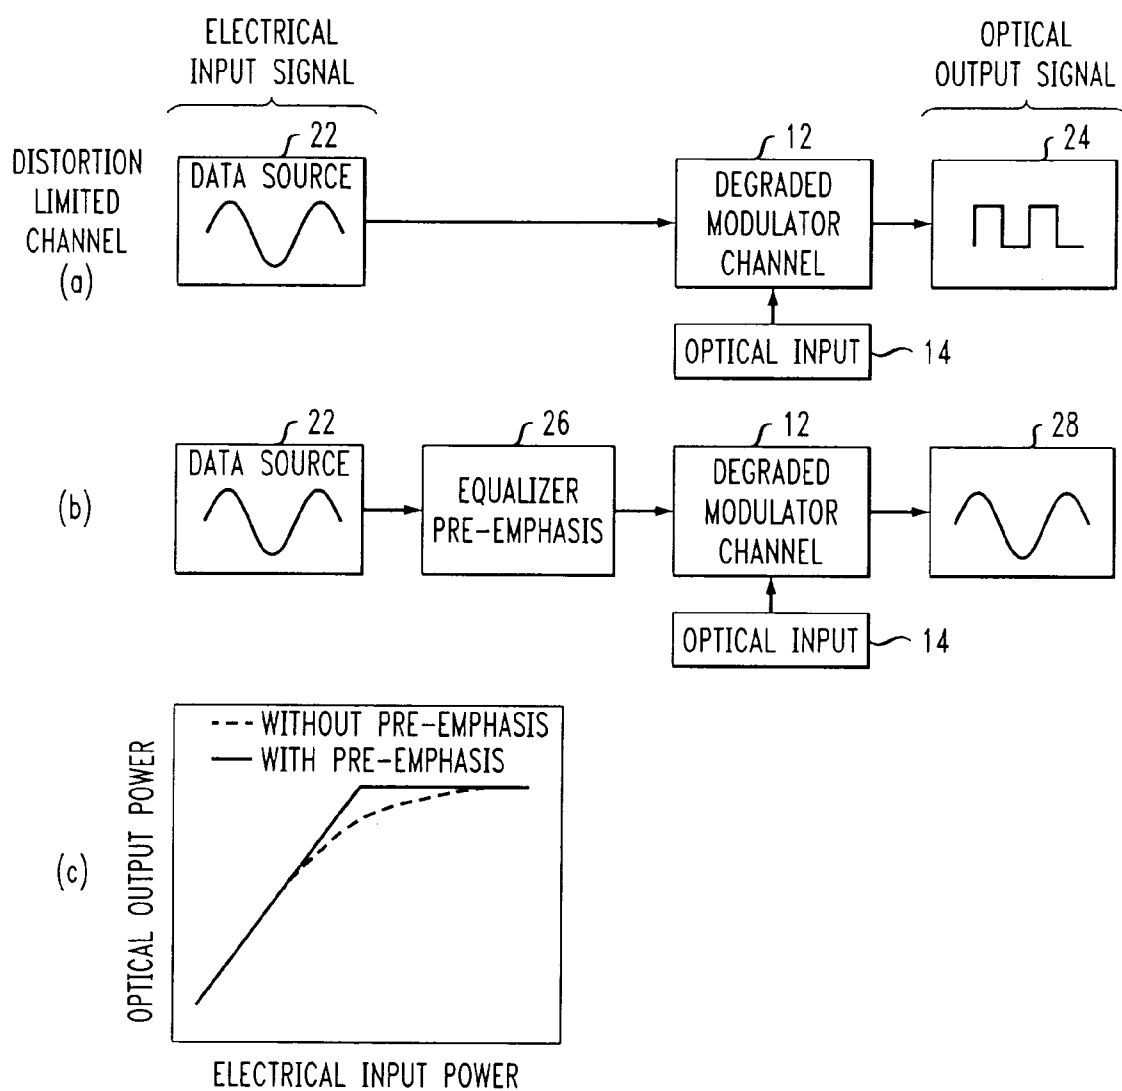 ELECTRICAL
INPUT SIGNAL
OPTICAL
OUTPUT SIGNAL
DISTORTION
LIMITED
CHANNEL
(a)
22
DATA SOURCE
12
DEGRADED
MODULATOR
CHANNEL
24
OPTICAL INPUT
14
(b)
22
DATA SOURCE
26
EQUALIZER
PRE-EMPHASIS
12
DEGRADED
MODULATOR
CHANNEL
28
OPTICAL INPUT
14
(c)
OPTICAL OUTPUT POWER
WITHOUT PRE-EMPHASIS
WITH PRE-EMPHASIS
ELECTRICAL INPUT POWER